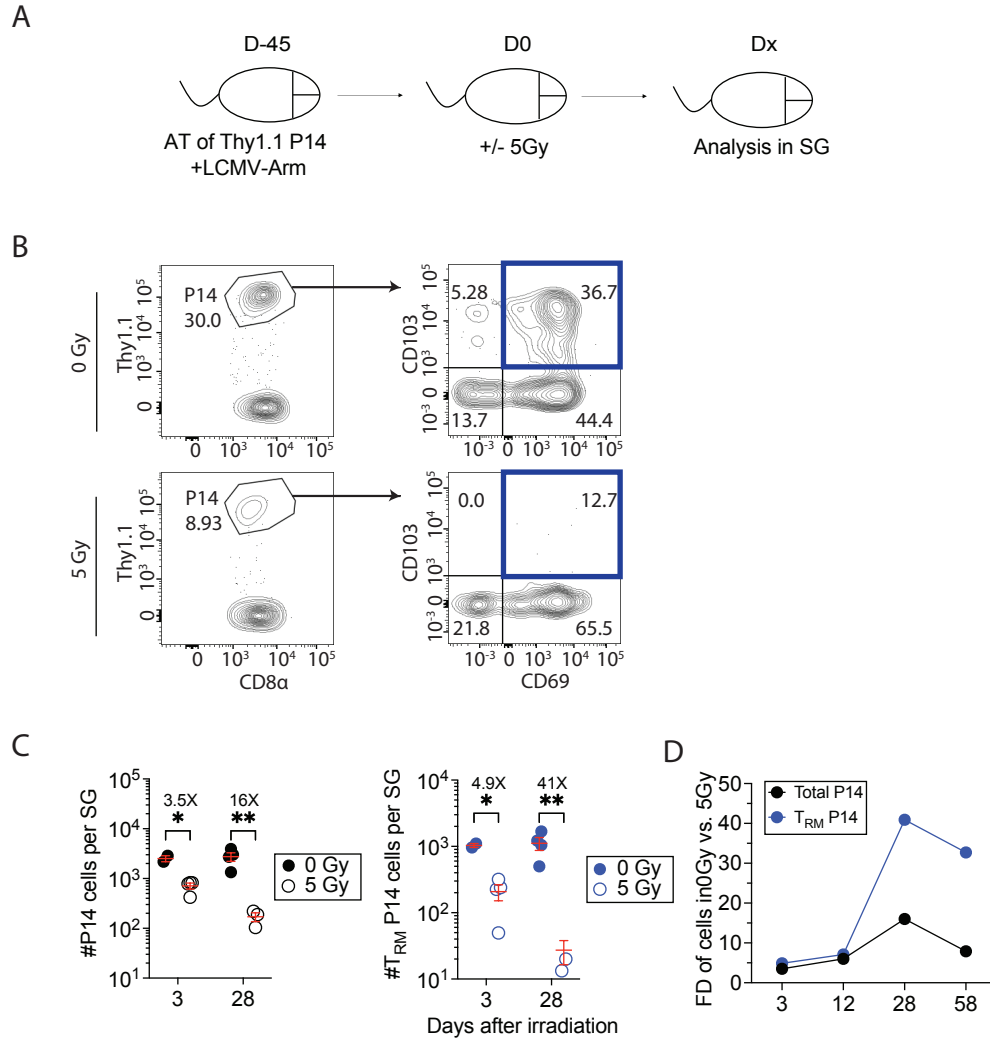 A
D-45
D0
Dx
AT of Thy1.1 P14
+LCMV-Arm
+/- 5Gy
Analysis in SG
B
0 Gy
Thy1.1
10⁵
10⁴
10³
0
P14
30.0
0 10³ 10⁴ 10⁵
CD103
10⁵
10⁴
10³
0
10⁻³
5.28
36.7
13.7
44.4
10⁻³ 0 10³ 10⁴ 10⁵
5 Gy
Thy1.1
10⁵
10⁴
10³
0
P14
8.93
0 10³ 10⁴ 10⁵
CD8α
CD103
10⁵
10⁴
10³
0
10⁻³
0.0
12.7
21.8
65.5
10⁻³ 0 10³ 10⁴ 10⁵
CD69
C
#P14 cells per SG
10⁵
10⁴
10³
10²
10¹
3.5X
*
16X
**
3 28
0 Gy
5 Gy
#TRM P14 cells per SG
10⁴
10³
10²
10¹
4.9X
*
41X
**
3 28
0 Gy
5 Gy
Days after irradiation
D
FD of cells in0Gy vs. 5Gy
50
40
30
20
10
0
Total P14
TRM P14
3 12 28 58